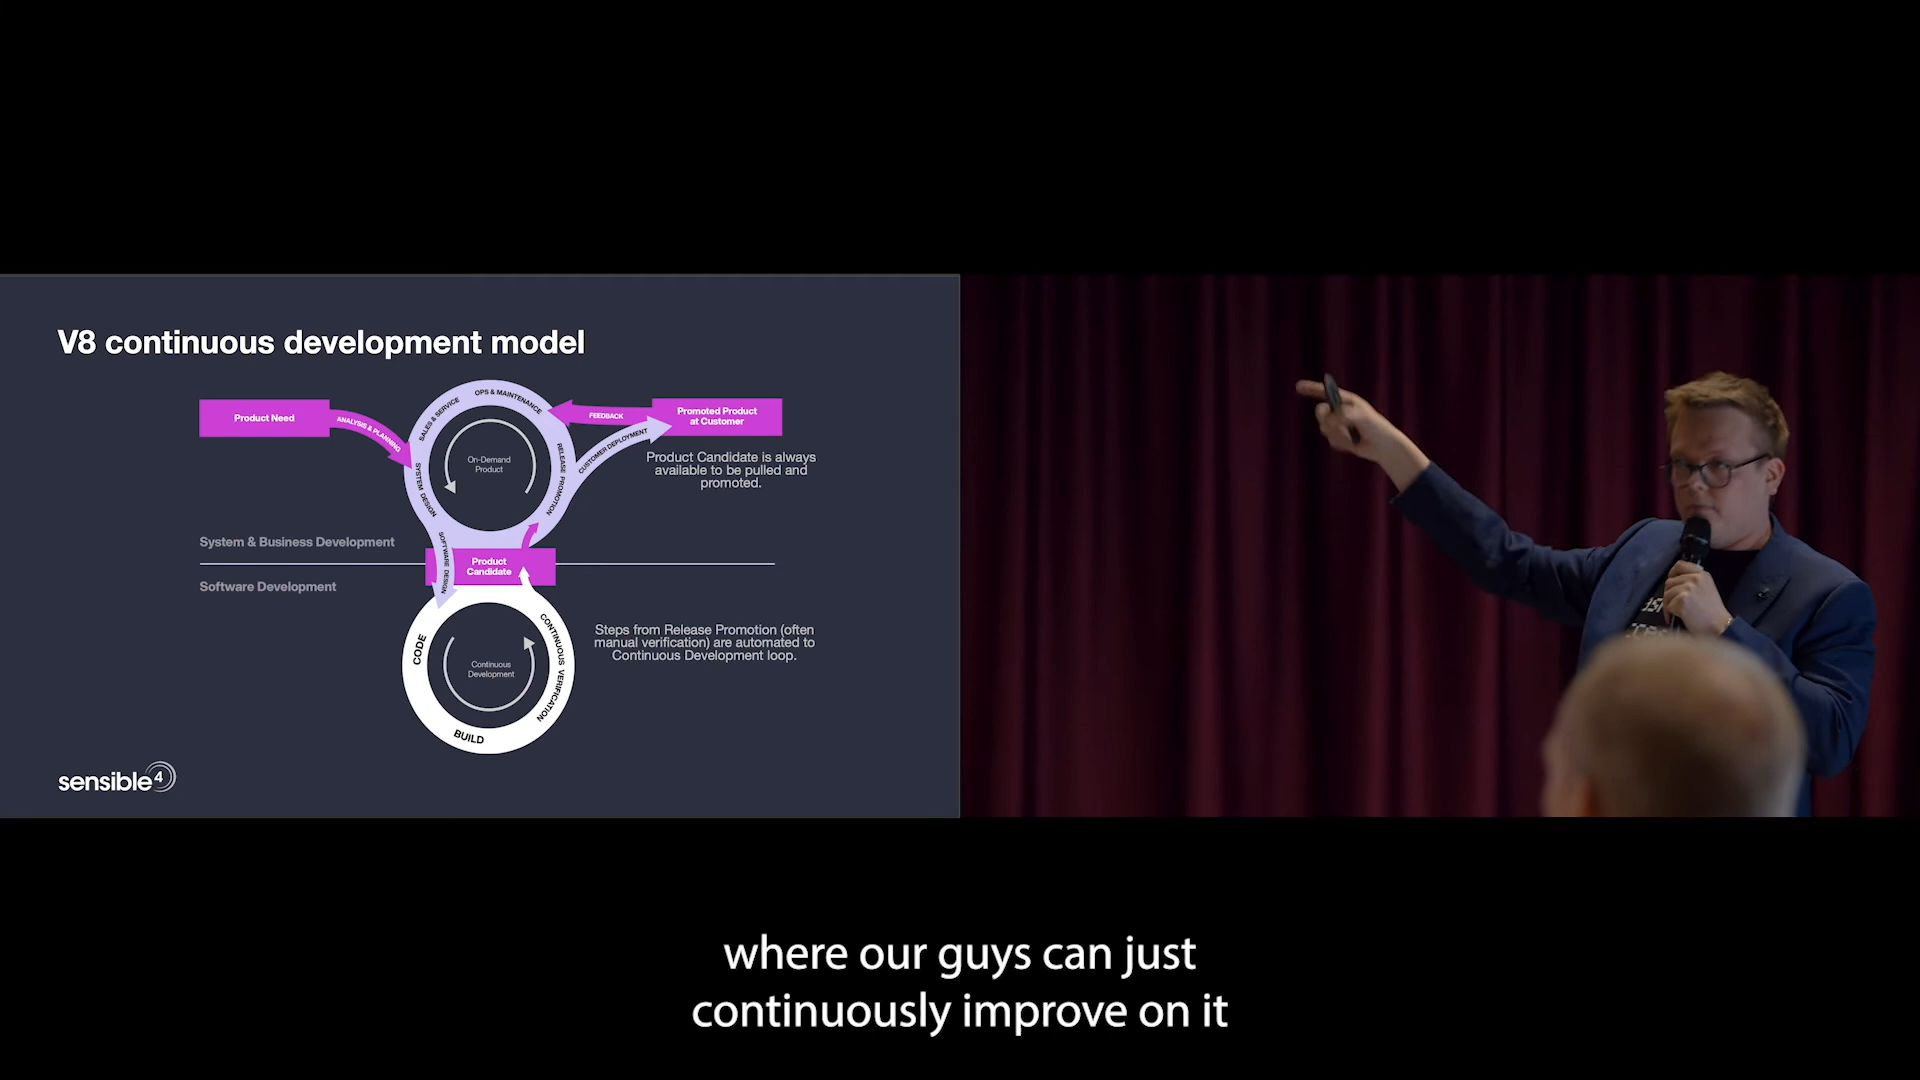 V8 continuous development model
Product Need
ANALYSIS & PLANNING
SALES & SERVICE
OPS & MAINTENANCE
FEEDBACK
Promoted Product
at Customer
CUSTOMER DEPLOYMENT
RELEASE PROMOTION
SYSTEM DESIGN
On-Demand
Product
Product Candidate is always
available to be pulled and
promoted.
System & Business Development
SOFTWARE DESIGN
Product
Candidate
Software Development
CODE
CONTINUOUS VERIFICATION
BUILD
Continuous
Development
Steps from Release Promotion (often
manual verification) are automated to
Continuous Development loop.
sensible4
where our guys can just
continuously improve on it